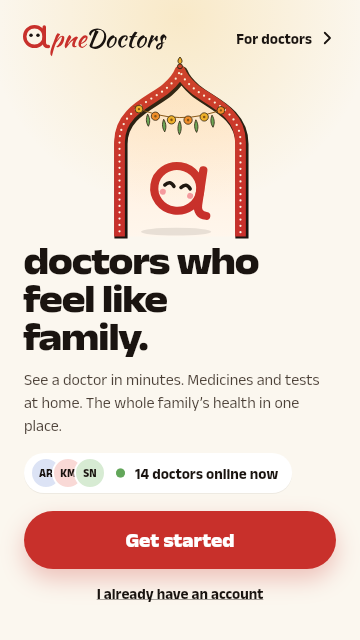 apneDoctors
For doctors
a
doctors who
feel like
family.
See a doctor in minutes. Medicines and tests
at home. The whole family’s health in one
place.
AR KM SN 14 doctors online now
Get started
I already have an account